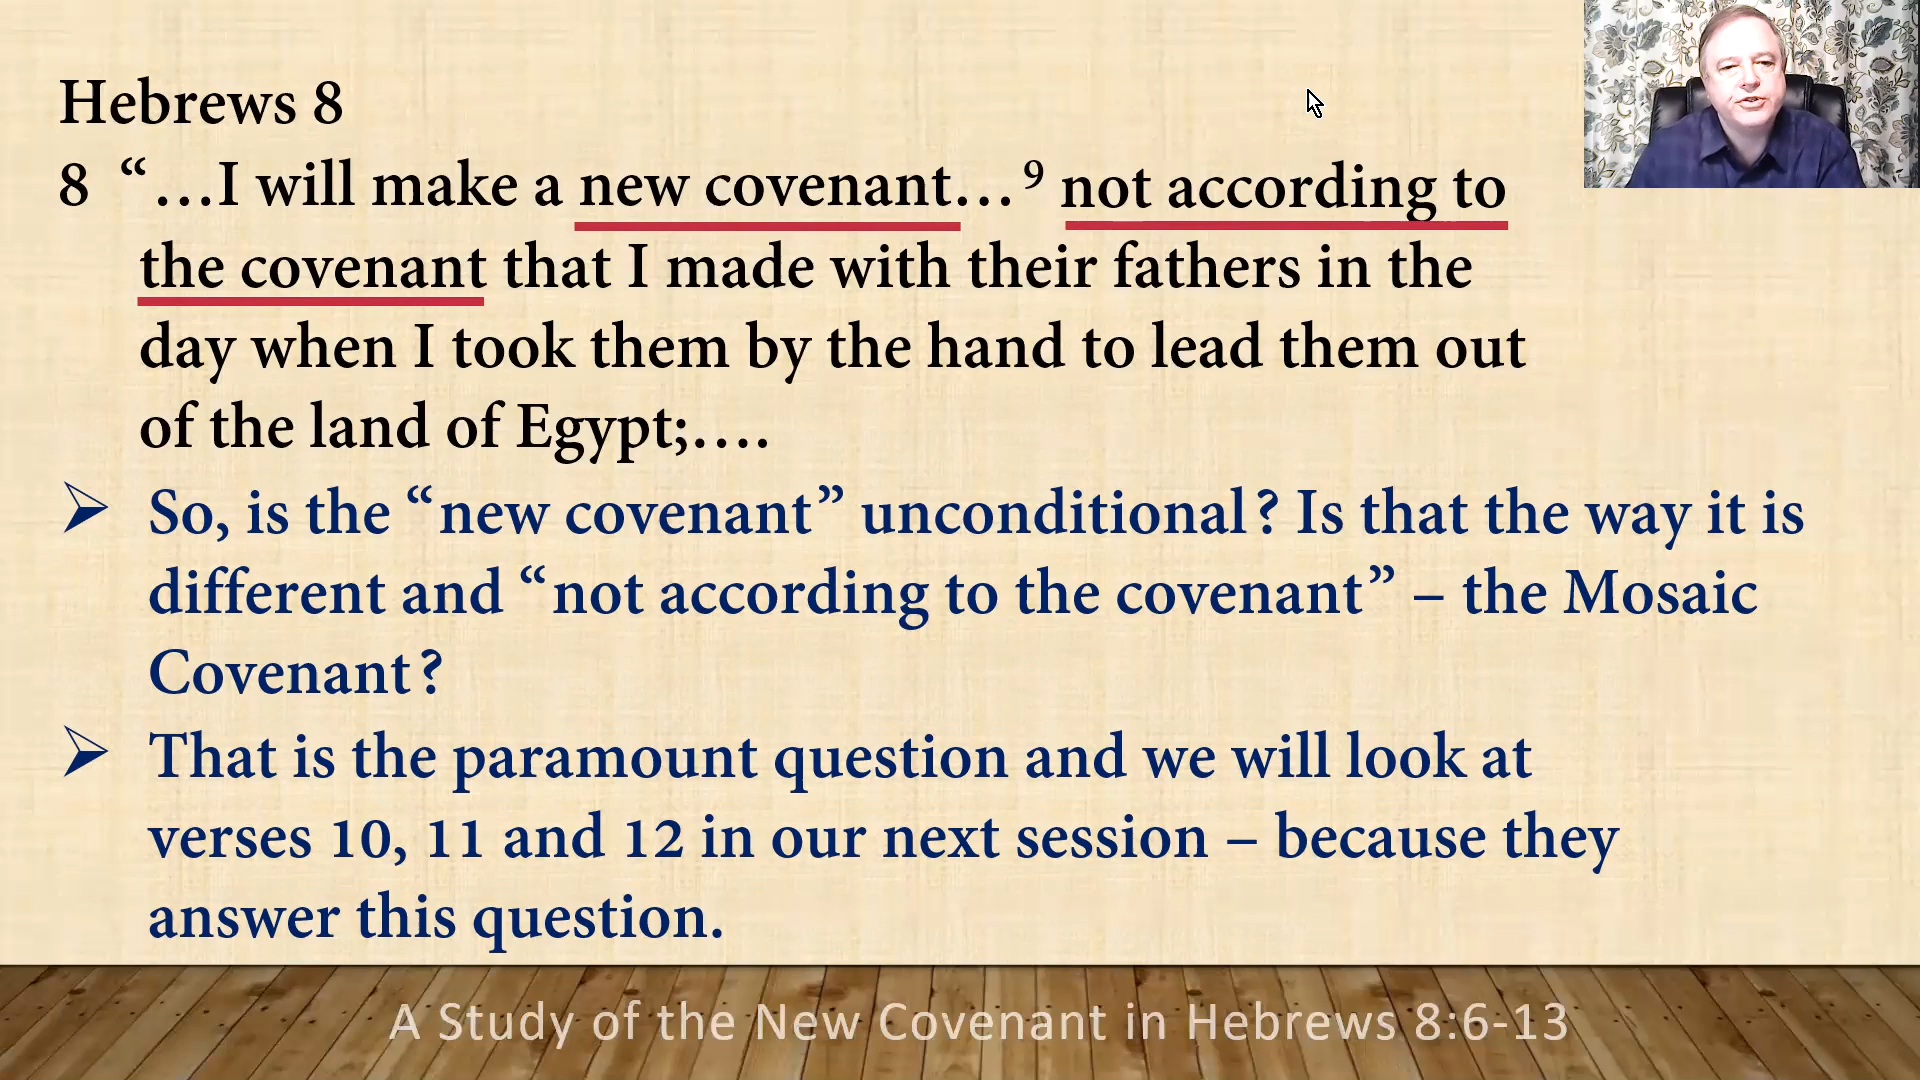 Hebrews 8
8 “…I will make a new covenant…⁹ not according to
the covenant that I made with their fathers in the
day when I took them by the hand to lead them out
of the land of Egypt;….
➢ So, is the “new covenant” unconditional? Is that the way it is
different and “not according to the covenant” – the Mosaic
Covenant?
➢ That is the paramount question and we will look at
verses 10, 11 and 12 in our next session – because they
answer this question.
A Study of the New Covenant in Hebrews 8:6-13